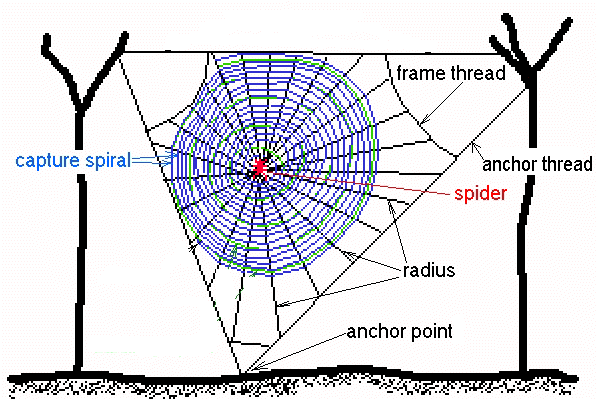 frame thread
capture spiral
anchor thread
spider
radius
anchor point